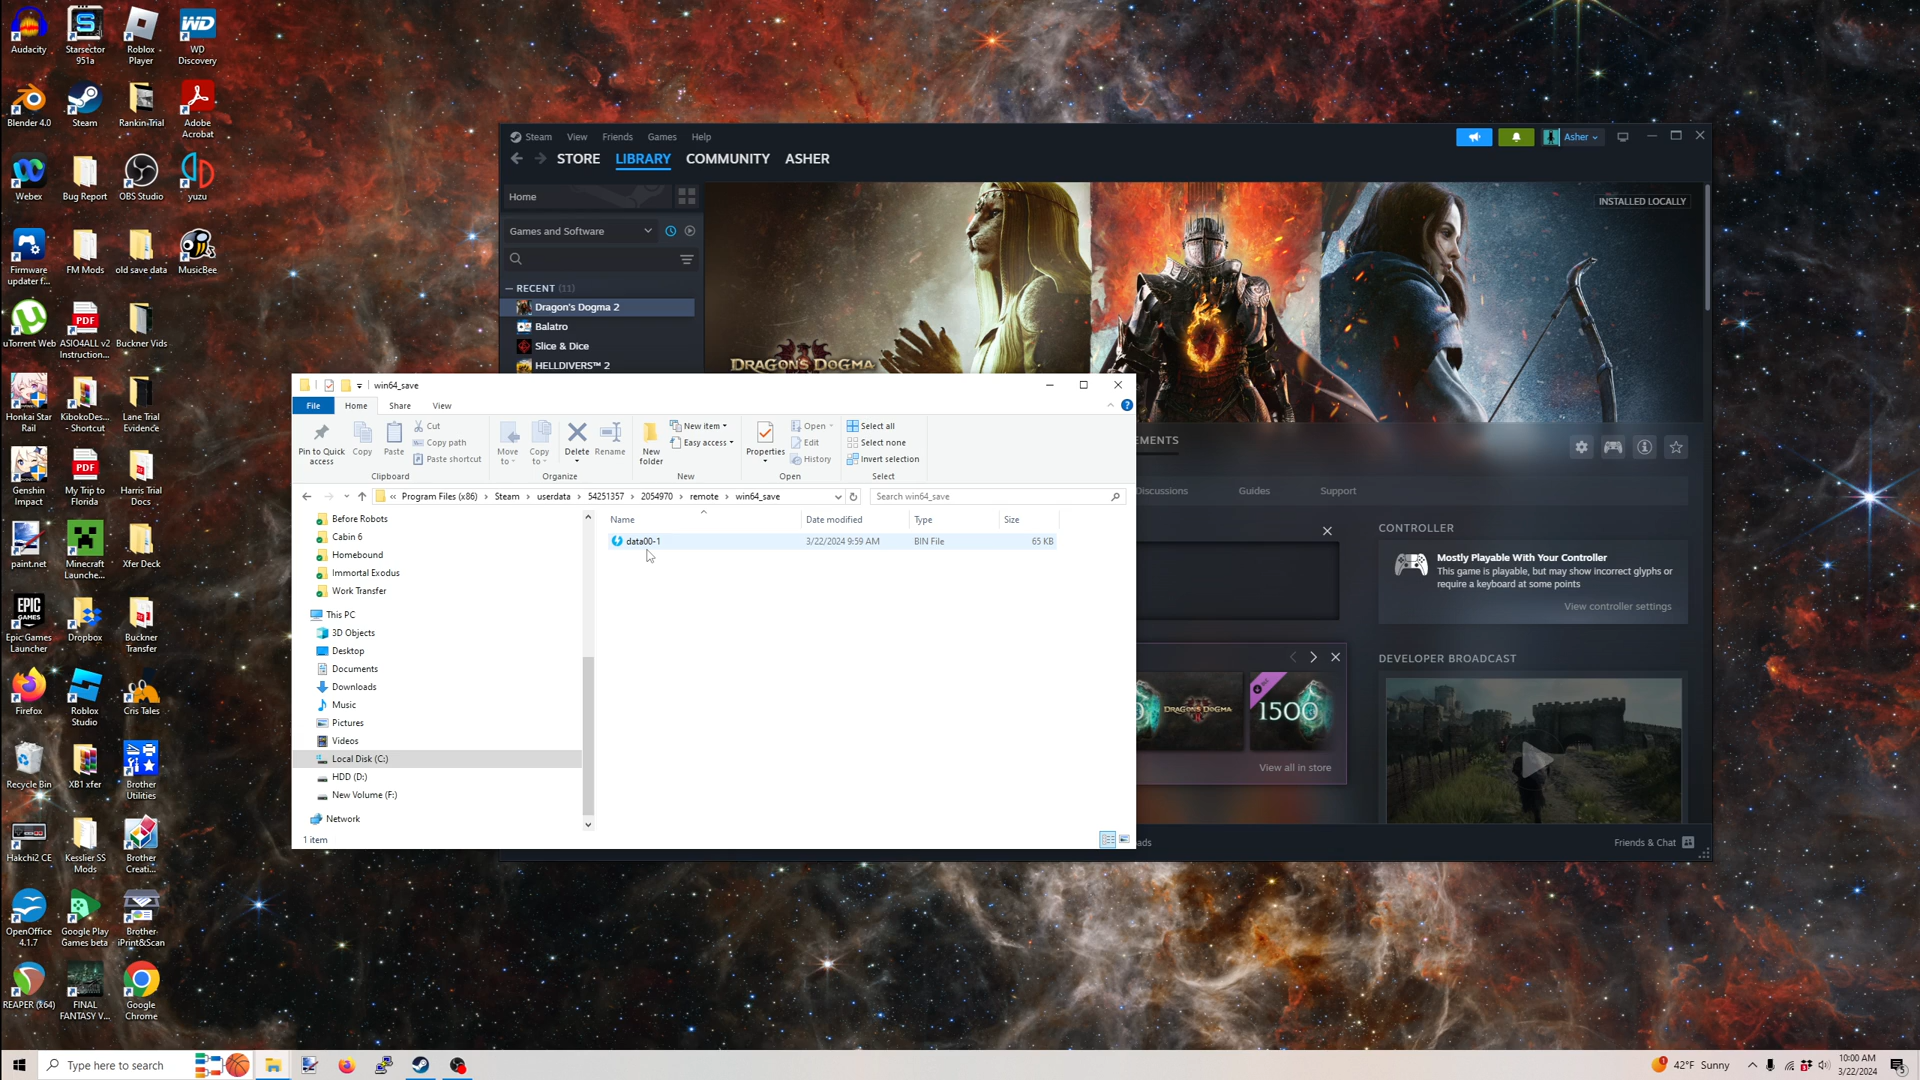 Audacity
Starsector
951a
Roblox
Player
WD
WD
Discovery
Blender 4.0
Steam
Rankin Trial
Adobe
Acrobat
Webex
Bug Report
OBS Studio
yuzu
Firmware
updater f...
FM Mods
old save data
MusicBee
uTorrent Web
PDF
ASIO4ALL v2
Instruction...
Buckner Vids
Honkai Star
Rail
KibokoDes...
- Shortcut
Lane Trial
Evidence
Genshin
Impact
PDF
My Trip to
Florida
Harris Trial
Docs
paint.net
Minecraft
Launche...
Xfer Deck
EPIC
GAMES
Epic Games
Launcher
Dropbox
Buckner
Transfer
Firefox
Roblox
Studio
Cris Tales
Recycle Bin
XB1 xfer
Brother
Utilities
Hakchi2 CE
Kesslier SS
Mods
Brother
Creati...
OpenOffice
4.1.7
Google Play
Games beta
Brother
iPrint&Scan
REAPER (x64)
FINAL
FANTASY V...
Google
Chrome
Steam View Friends Games Help
Asher
STORE LIBRARY COMMUNITY ASHER
Home
INSTALLED LOCALLY
Games and Software
RECENT (11)
Dragon's Dogma 2
Balatro
Slice & Dice
HELLDIVERS™ 2
DRAGON'S DOGMA
EMENTS
iscussions Guides Support
CONTROLLER
Mostly Playable With Your Controller
This game is playable, but may show incorrect glyphs or
require a keyboard at some points
View controller settings
DEVELOPER BROADCAST
DRAGON'S DOGMA
1500
View all in store
ads
Friends & Chat
win64_save
File Home Share View
Pin to Quick
access
Copy
Paste
Cut
Copy path
Paste shortcut
Clipboard
Move
to
Copy
to
Delete
Rename
Organize
New
folder
New item
Easy access
New
Properties
Open
Edit
History
Open
Select all
Select none
Invert selection
Select
« Program Files (x86) › Steam › userdata › 54251357 › 2054970 › remote › win64_save
Search win64_save
Before Robots
Cabin 6
Homebound
Immortal Exodus
Work Transfer
This PC
3D Objects
Desktop
Documents
Downloads
Music
Pictures
Videos
Local Disk (C:)
HDD (D:)
New Volume (F:)
Network
Name Date modified Type Size
data00-1 3/22/2024 9:59 AM BIN File 65 KB
1 item
Type here to search
42°F Sunny
10:00 AM
3/22/2024
5